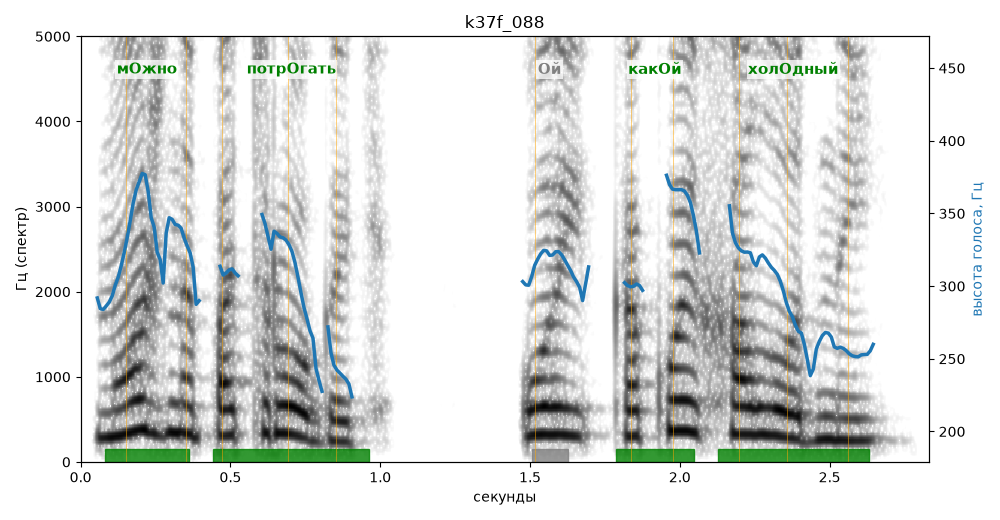 k37f_088
мОжно потрОгать Ой какОй холОдный
5000
4000
3000
2000
1000
0
Гц (спектр)
450
400
350
300
250
200
высота голоса, Гц
0.0 0.5 1.0 1.5 2.0 2.5
секунды